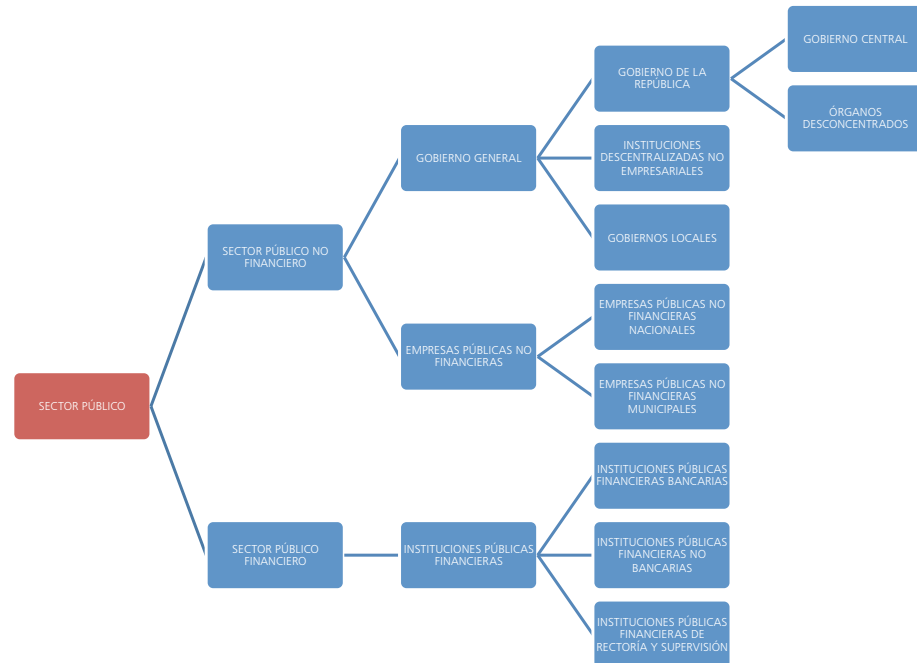 SECTOR PÚBLICO
SECTOR PÚBLICO NO
FINANCIERO
GOBIERNO GENERAL
GOBIERNO DE LA
REPÚBLICA
GOBIERNO CENTRAL
ÓRGANOS
DESCONCENTRADOS
INSTITUCIONES
DESCENTRALIZADAS NO
EMPRESARIALES
GOBIERNOS LOCALES
EMPRESAS PÚBLICAS NO
FINANCIERAS
EMPRESAS PÚBLICAS NO
FINANCIERAS
NACIONALES
EMPRESAS PÚBLICAS NO
FINANCIERAS
MUNICIPALES
SECTOR PÚBLICO
FINANCIERO
INSTITUCIONES PÚBLICAS
FINANCIERAS
INSTITUCIONES PÚBLICAS
FINANCIERAS BANCARIAS
INSTITUCIONES PÚBLICAS
FINANCIERAS NO
BANCARIAS
INSTITUCIONES PÚBLICAS
FINANCIERAS DE
RECTORÍA Y SUPERVISIÓN